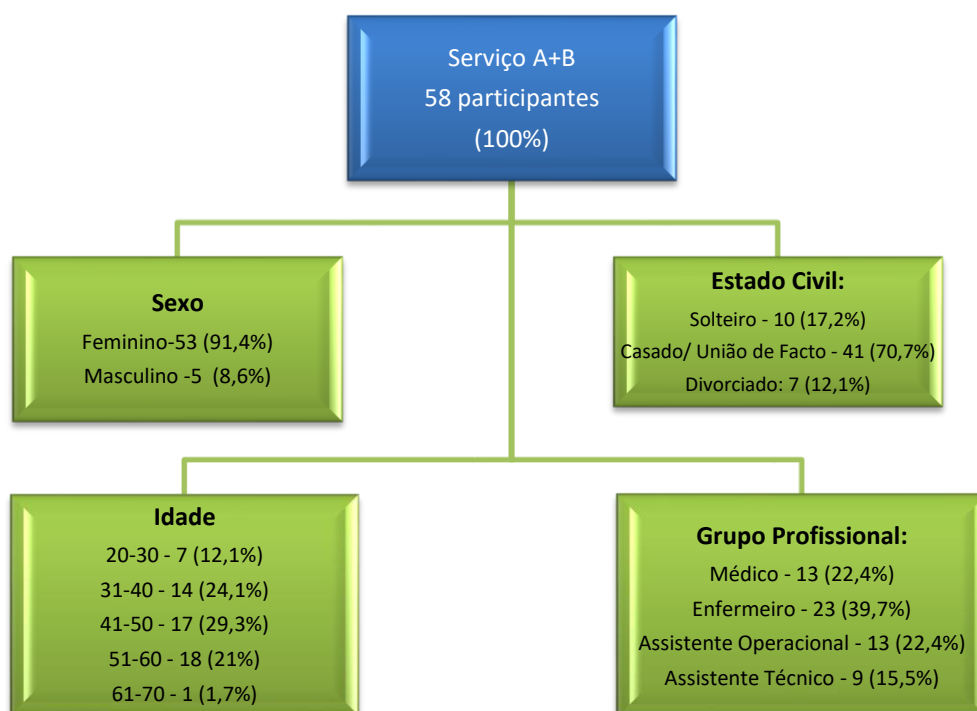 Serviço A+B
58 participantes
(100%)
Sexo
Feminino-53 (91,4%)
Masculino -5 (8,6%)
Estado Civil:
Solteiro - 10 (17,2%)
Casado/ União de Facto - 41 (70,7%)
Divorciado: 7 (12,1%)
Idade
20-30 - 7 (12,1%)
31-40 - 14 (24,1%)
41-50 - 17 (29,3%)
51-60 - 18 (21%)
61-70 - 1 (1,7%)
Grupo Profissional:
Médico - 13 (22,4%)
Enfermeiro - 23 (39,7%)
Assistente Operacional - 13 (22,4%)
Assistente Técnico - 9 (15,5%)